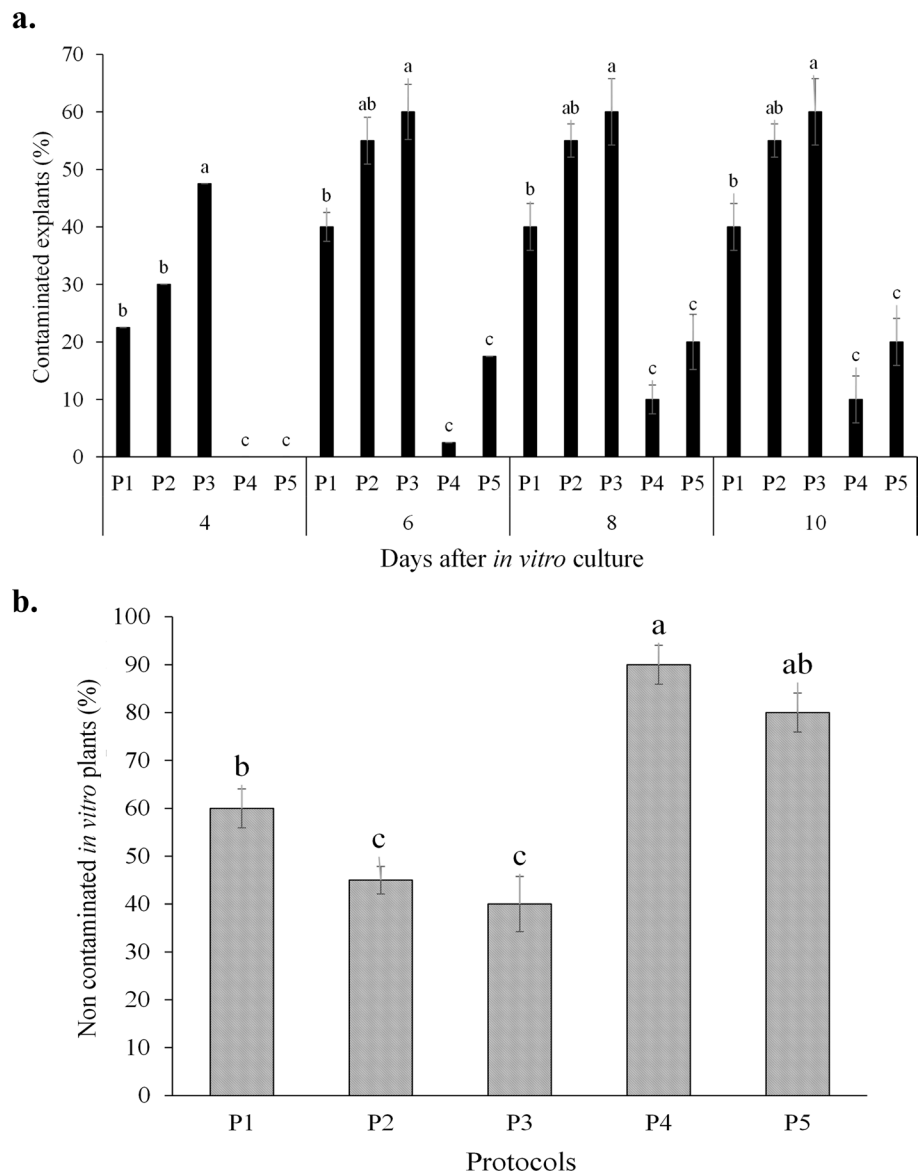 a.
Contaminated explants (%)
70
60
50
40
30
20
10
0
b b a c c b ab a c c b ab a c c b ab a c c
P1 P2 P3 P4 P5 P1 P2 P3 P4 P5 P1 P2 P3 P4 P5 P1 P2 P3 P4 P5
4 6 8 10
Days after in vitro culture
b.
Non contaminated in vitro plants (%)
100
90
80
70
60
50
40
30
20
10
0
b c c a ab
P1 P2 P3 P4 P5
Protocols